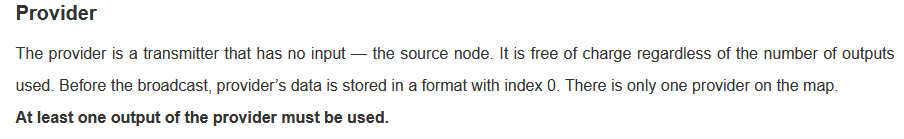 Provider
The provider is a transmitter that has no input — the source node. It is free of charge regardless of the number of outputs
used. Before the broadcast, provider's data is stored in a format with index 0. There is only one provider on the map.
At least one output of the provider must be used.